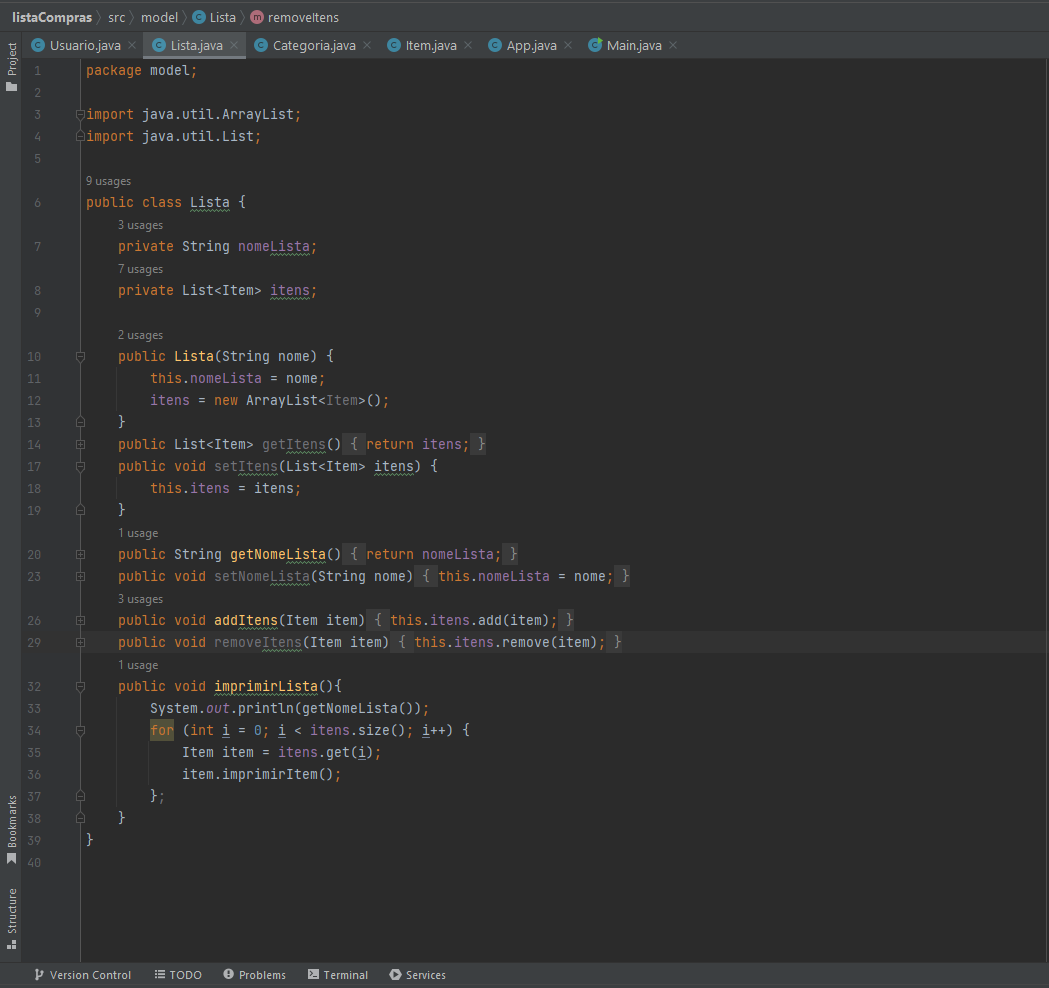 listaCompras > src > model > Lista > removeItens
Project
Usuario.java Lista.java Categoria.java Item.java App.java Main.java
1 package model;
2
3 import java.util.ArrayList;
4 import java.util.List;
5
9 usages
6 public class Lista {
3 usages
7 private String nomeLista;
7 usages
8 private List<Item> itens;
9
2 usages
10 public Lista(String nome) {
11 this.nomeLista = nome;
12 itens = new ArrayList<Item>();
13 }
14 public List<Item> getItens() { return itens; }
17 public void setItens(List<Item> itens) {
18 this.itens = itens;
19 }
1 usage
20 public String getNomeLista() { return nomeLista; }
23 public void setNomeLista(String nome) { this.nomeLista = nome; }
3 usages
26 public void addItens(Item item) { this.itens.add(item); }
29 public void removeItens(Item item) { this.itens.remove(item); }
1 usage
32 public void imprimirLista(){
33 System.out.println(getNomeLista());
34 for (int i = 0; i < itens.size(); i++) {
35 Item item = itens.get(i);
36 item.imprimirItem();
37 };
38 }
39 }
40
Bookmarks
Structure
Version Control TODO Problems Terminal Services